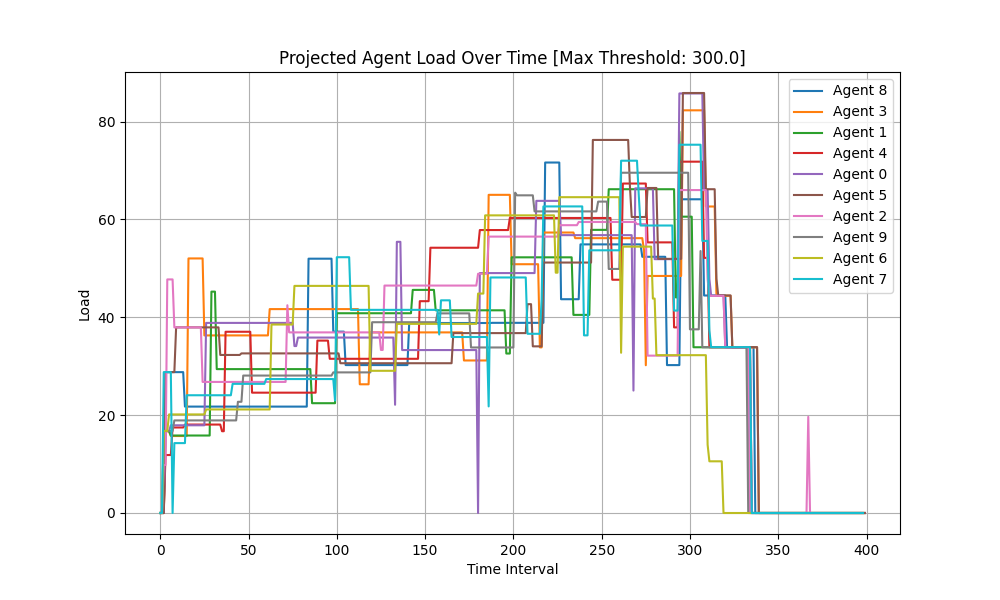 Projected Agent Load Over Time [Max Threshold: 300.0]
Load
80
60
40
20
0
0 50 100 150 200 250 300 350 400
Time Interval
Agent 8
Agent 3
Agent 1
Agent 4
Agent 0
Agent 5
Agent 2
Agent 9
Agent 6
Agent 7